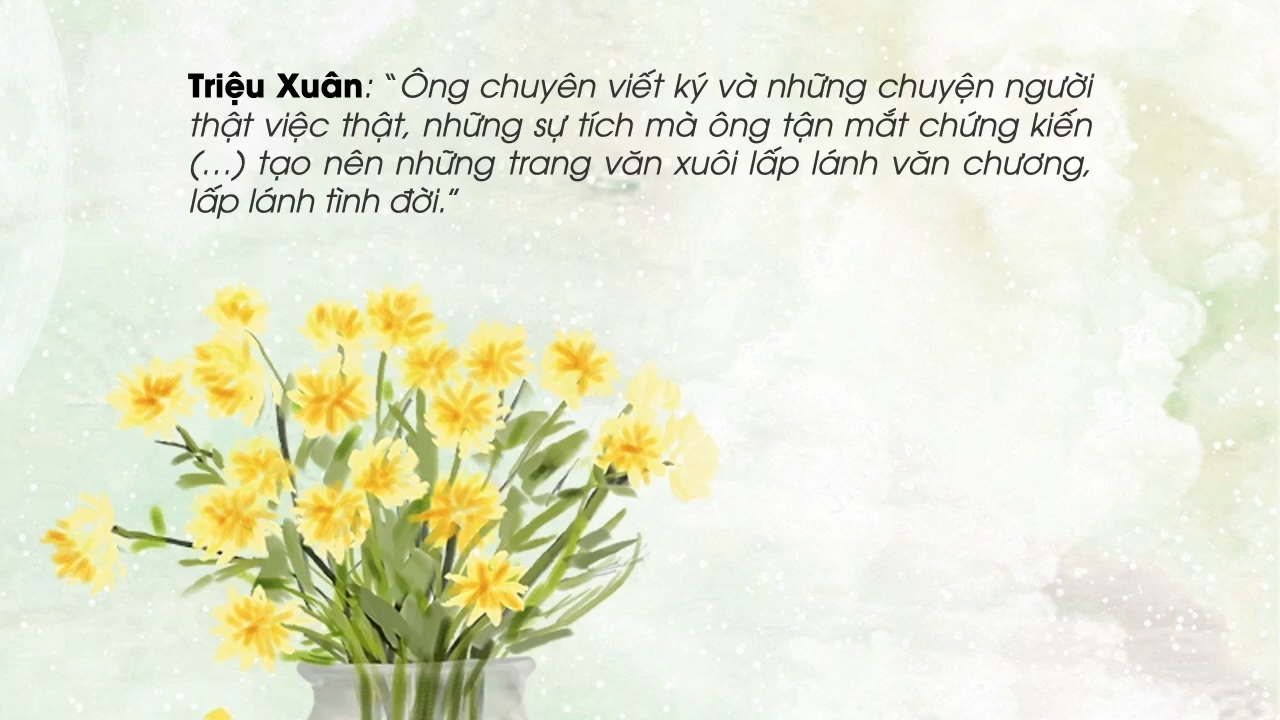 Triệu Xuân: “Ông chuyên viết ký và những chuyện người
thật việc thật, những sự tích mà ông tận mắt chứng kiến
(...) tạo nên những trang văn xuôi lấp lánh văn chương,
lấp lánh tình đời.”